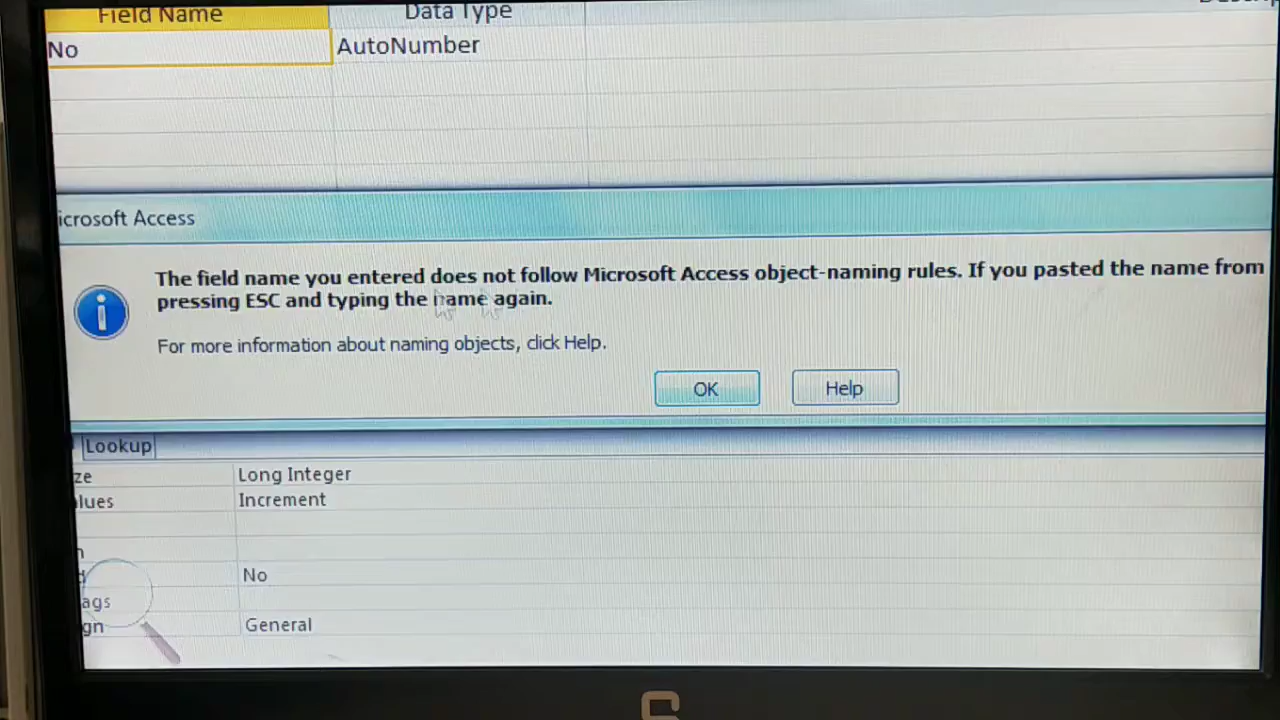 Field Name Data Type
No AutoNumber
icrosoft Access
The field name you entered does not follow Microsoft Access object-naming rules. If you pasted the name from
pressing ESC and typing the name again.
For more information about naming objects, click Help.
OK Help
Lookup
ze Long Integer
lues Increment
No
ags
gn General